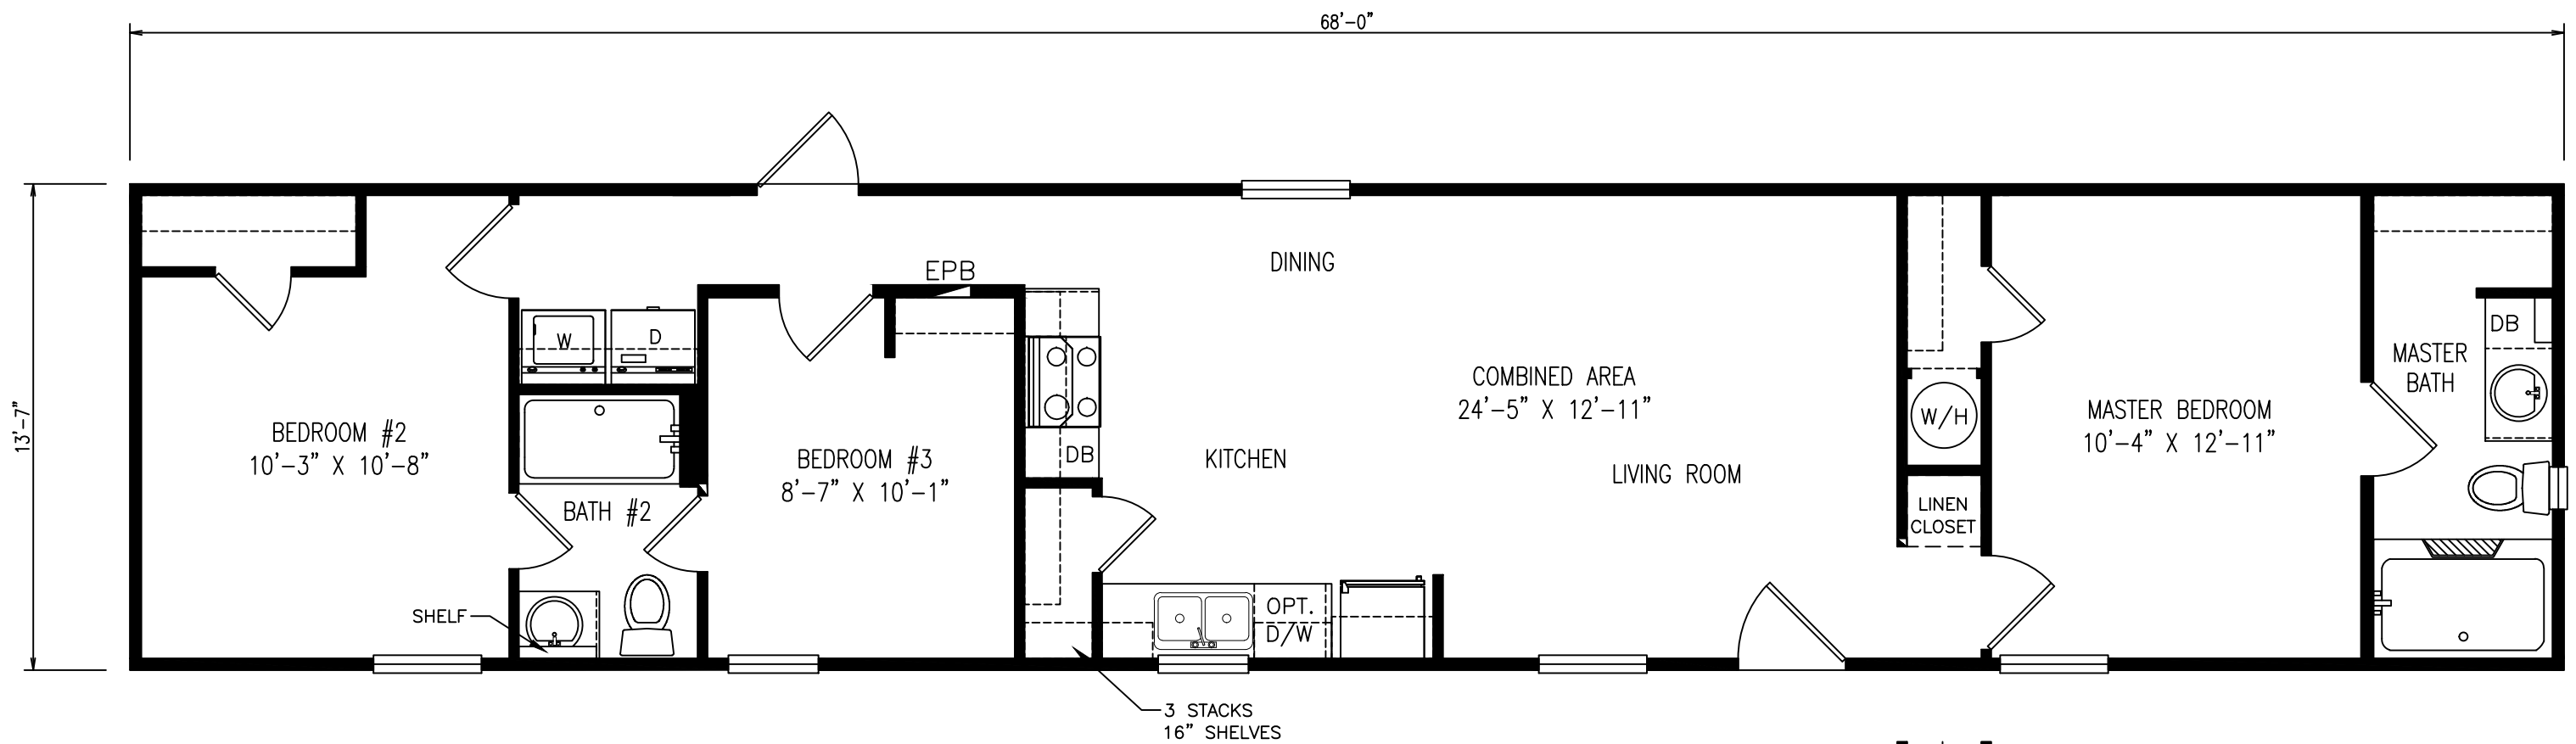 68'-0"
13'-7"
EPB
DINING
W
D
DB
MASTER
BATH
COMBINED AREA
24'-5" X 12'-11"
W/H
MASTER BEDROOM
10'-4" X 12'-11"
BEDROOM #2
10'-3" X 10'-8"
BEDROOM #3
8'-7" X 10'-1"
DB
KITCHEN
LIVING ROOM
BATH #2
LINEN
CLOSET
SHELF
OPT.
D/W
3 STACKS
16" SHELVES